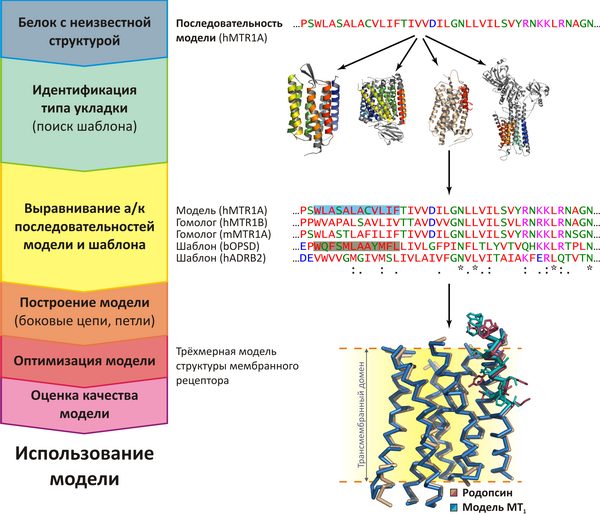 Белок с неизвестной
структурой
Последовательность
модели (hMTR1A)
...PSWLASALACVLIFTIVVDILGNLLVILSVYRNKKLRNAGN...
Идентификация
типа укладки
(поиск шаблона)
Выравнивание а/к
последовательностей
модели и шаблона
Модель (hMTR1A) ...PSWLASALACVLIFTIVVDILGNLLVILSVYRNKKLRNAGN...
Гомолог (hMTR1B) ...PPWVAPALSAVLIVTTAVDVVGNLLVILSVLRNRKLRNAGN...
Гомолог (mMTR1A) ...PSWLASTLAFILIFTIVVDILGNLLVILSVYRNKKLRNSGN...
Шаблон (bOPSD) ...EPWQFSMLAAYMFLLIVLGFPINFLTLYVTVQHKKLRTPLN...
Шаблон (hADRB2) ...DEVWVVGMGIVMSLIVLAIVFGNVLVITAIAKFERLQTVTN...
: . * * : . : .* : . *
Построение модели
(боковые цепи, петли)
Оптимизация модели
Трёхмерная модель
структуры мембранного
рецептора
Оценка качества
модели
Использование
модели
Трансмембранный домен
Родопсин
Модель МТ₁